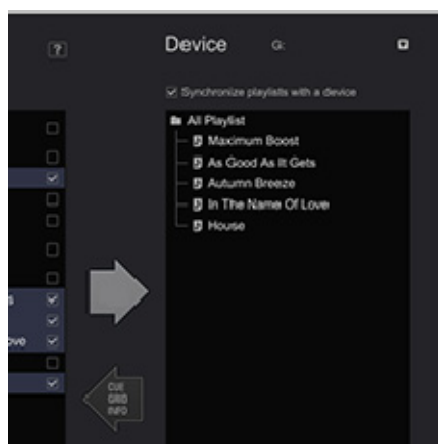 ?
Device G:
Synchronize playlists with a device
All Playlist
Maximum Boost
As Good As It Gets
Autumn Breeze
In The Name Of Love
House
s
ove
CUE
GRID
INFO